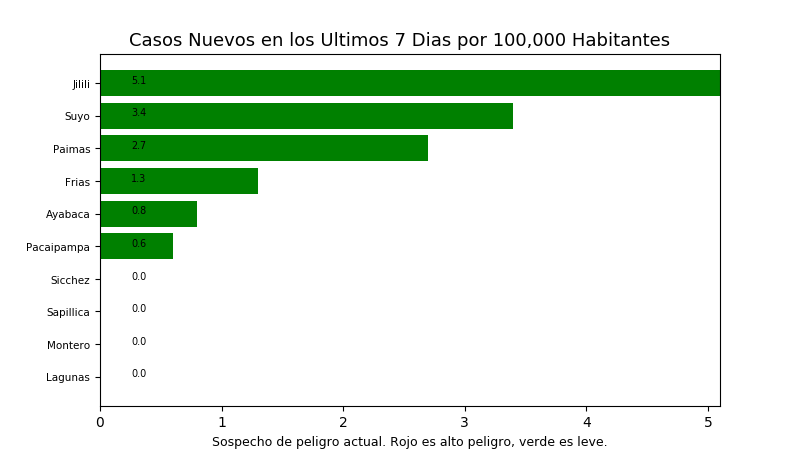 Casos Nuevos en los Ultimos 7 Dias por 100,000 Habitantes
Jilili 5.1
Suyo 3.4
Paimas 2.7
Frias 1.3
Ayabaca 0.8
Pacaipampa 0.6
Sicchez 0.0
Sapillica 0.0
Montero 0.0
Lagunas 0.0
0 1 2 3 4 5
Sospecho de peligro actual. Rojo es alto peligro, verde es leve.